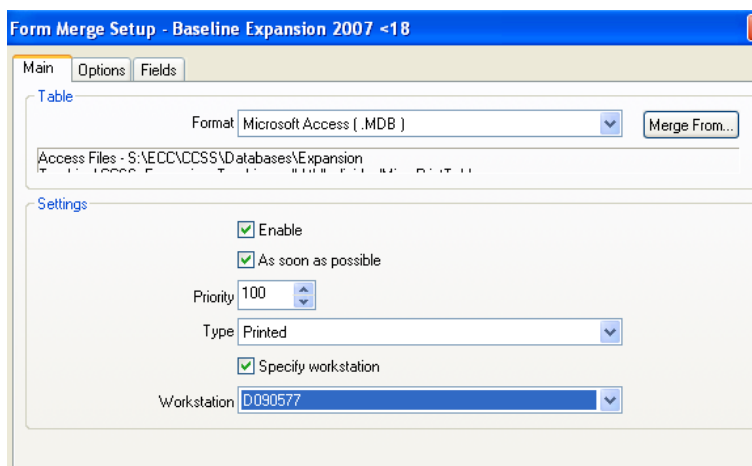 Form Merge Setup - Baseline Expansion 2007 <18
Main Options Fields
Table
Format Microsoft Access ( .MDB ) Merge From...
Access Files - S:\ECC\CCSS\Databases\Expansion
Settings
Enable
As soon as possible
Priority 100
Type Printed
Specify workstation
Workstation D090577